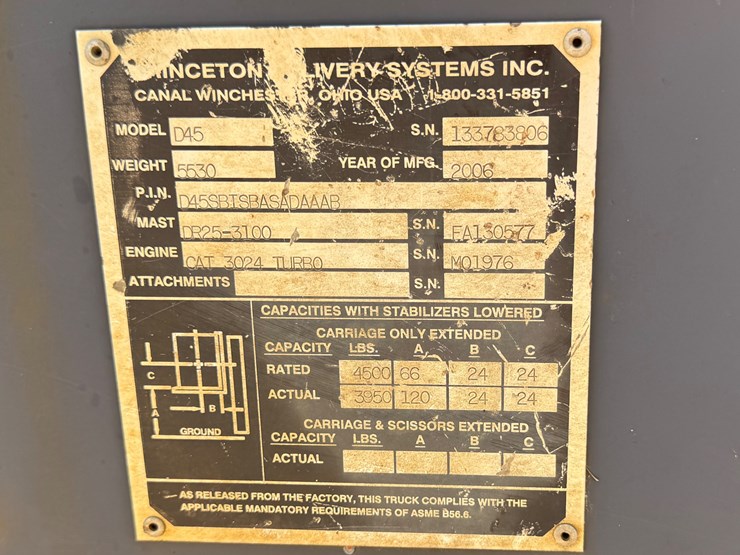 INCETON LIVERY SYSTEMS INC.
CANAL WINCHES , OHIO USA 1-800-331-5851
MODEL D45 S.N. 133783806
WEIGHT 5530 YEAR OF MFG. 2006
P.I.N. D45SBISBASADAAAB
MAST DR25-3100 S.N. FA130577
ENGINE CAT 3024 TURBO S.N. MO1976
ATTACHMENTS S.N.
CAPACITIES WITH STABILIZERS LOWERED
CARRIAGE ONLY EXTENDED
CAPACITY LBS. A B C
RATED 4500 66 24 24
ACTUAL 3950 120 24 24
C
A
B
GROUND
CARRIAGE & SCISSORS EXTENDED
CAPACITY LBS. A B C
ACTUAL
AS RELEASED FROM THE FACTORY, THIS TRUCK COMPLIES WITH THE
APPLICABLE MANDATORY REQUIREMENTS OF ASME B56.6.